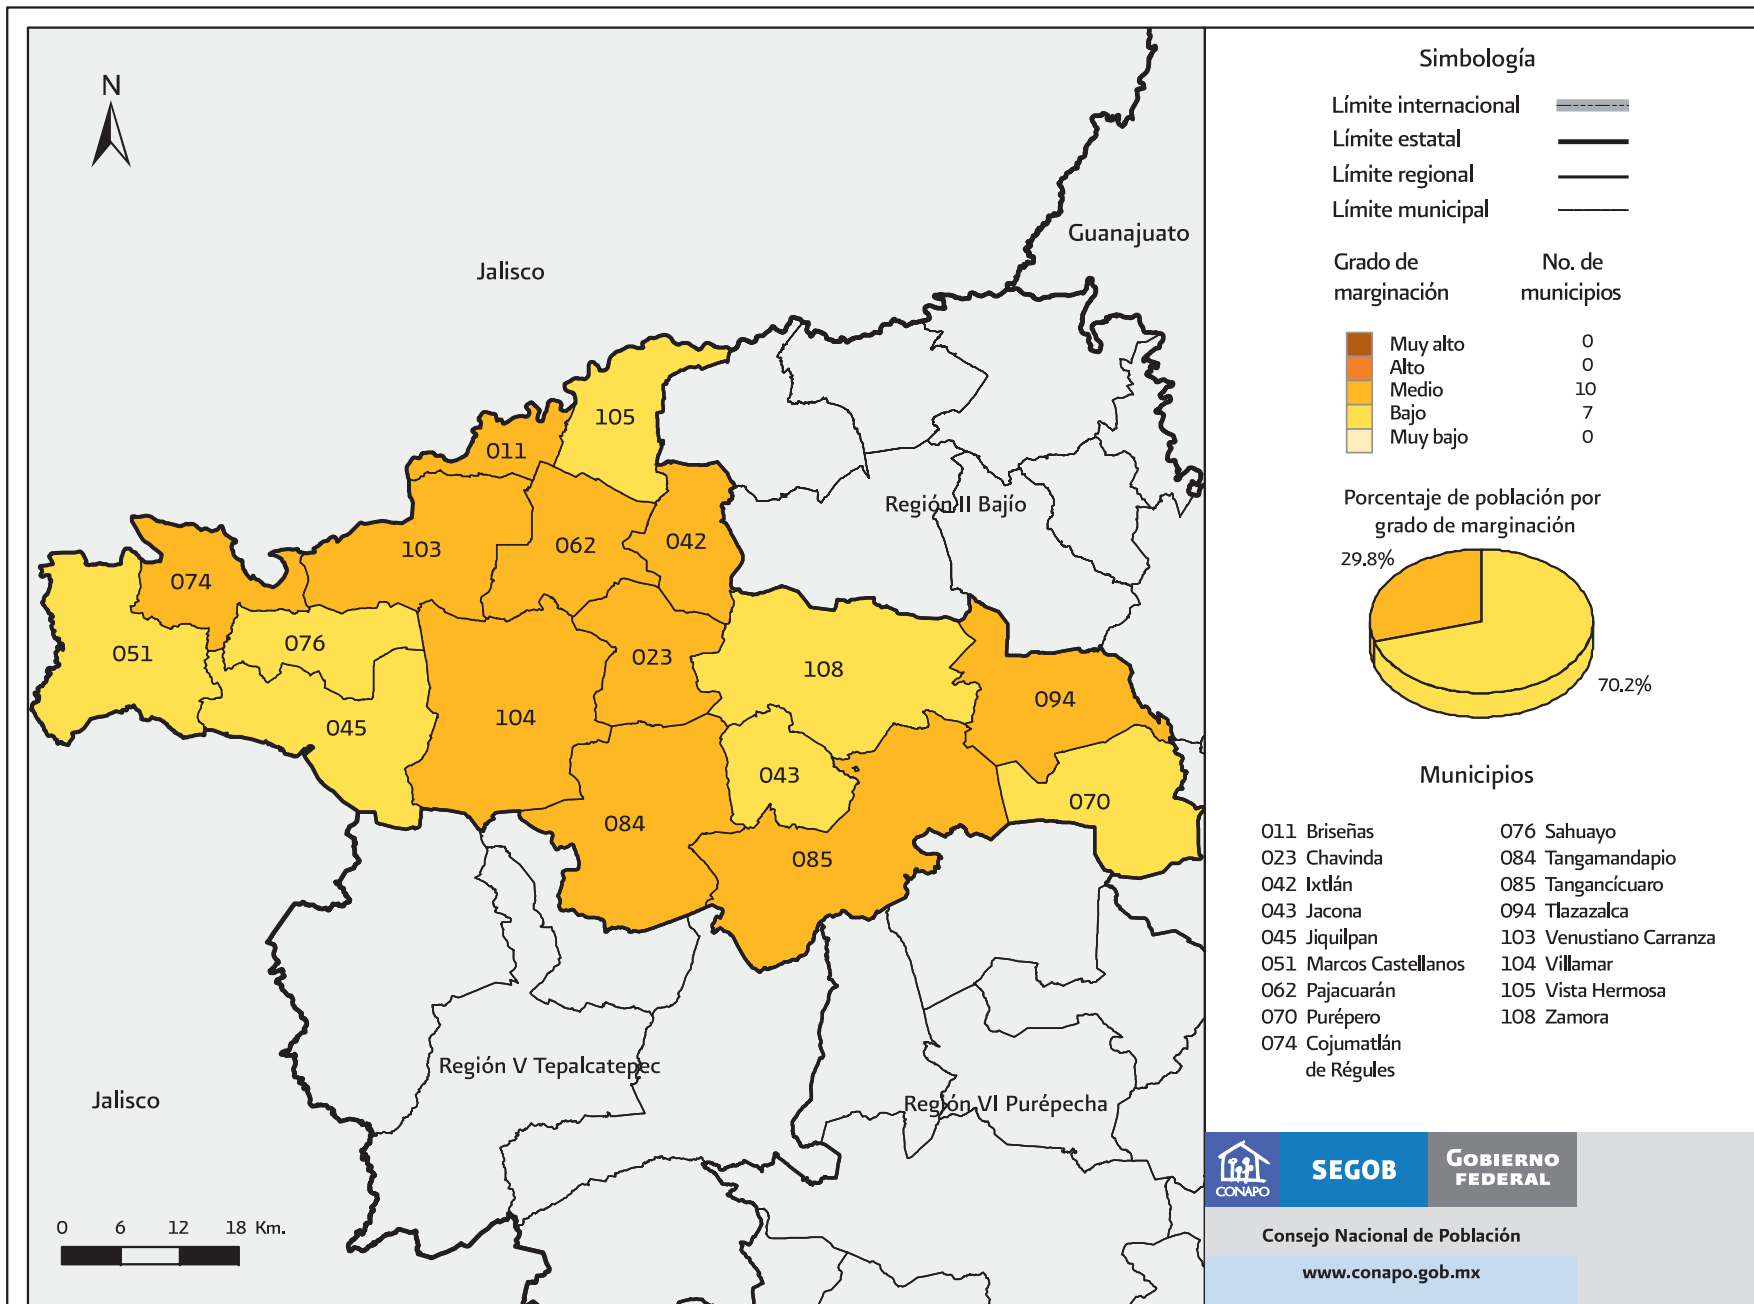 N
Jalisco
Guanajuato
105
011
Región II Bajío
103
062
042
074
076
051
023
108
045
104
094
043
070
084
085
Región V Tepalcatepec
Región VI Purépecha
Jalisco
0 6 12 18 Km.
Simbología
Límite internacional
Límite estatal
Límite regional
Límite municipal
Grado de marginación
No. de municipios
Muy alto 0
Alto 0
Medio 10
Bajo 7
Muy bajo 0
Porcentaje de población por
grado de marginación
29.8%
70.2%
Municipios
011 Briseñas
023 Chavinda
042 Ixtlán
043 Jacona
045 Jiquilpan
051 Marcos Castellanos
062 Pajacuarán
070 Purépero
074 Cojumatlán
de Régules
076 Sahuayo
084 Tangamandapio
085 Tangancícuaro
094 Tlazazalca
103 Venustiano Carranza
104 Villamar
105 Vista Hermosa
108 Zamora
CONAPO
SEGOB
GOBIERNO
FEDERAL
Consejo Nacional de Población
www.conapo.gob.mx